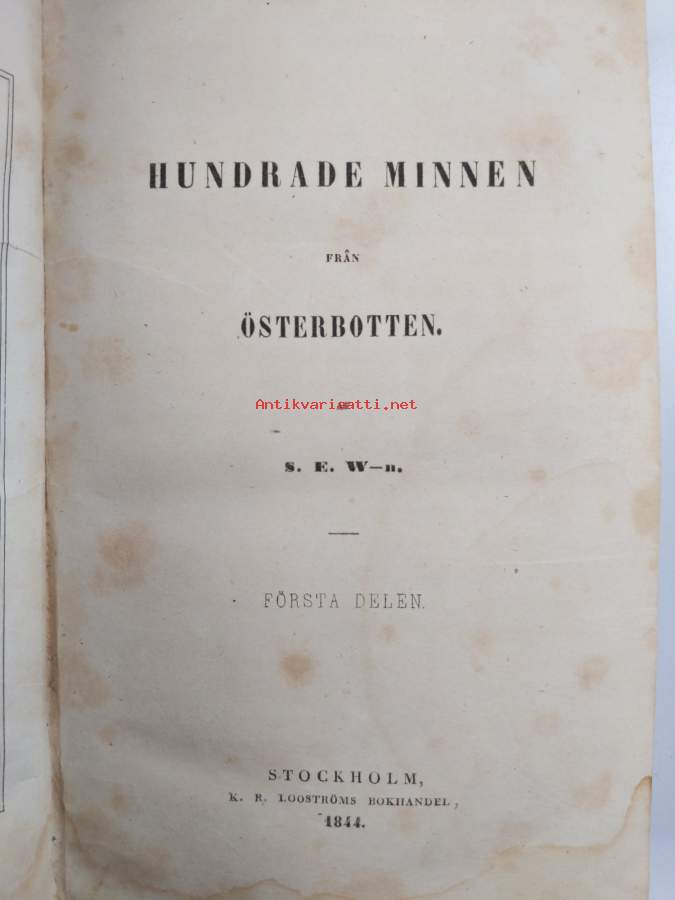 HUNDRADE MINNEN
FRÅN
ÖSTERBOTTEN.
Antikvariaatti.net
S. E. W—n.
FÖRSTA DELEN.
STOCKHOLM,
K. R. LOOSTRÖMS BOKHANDEL,
1844.